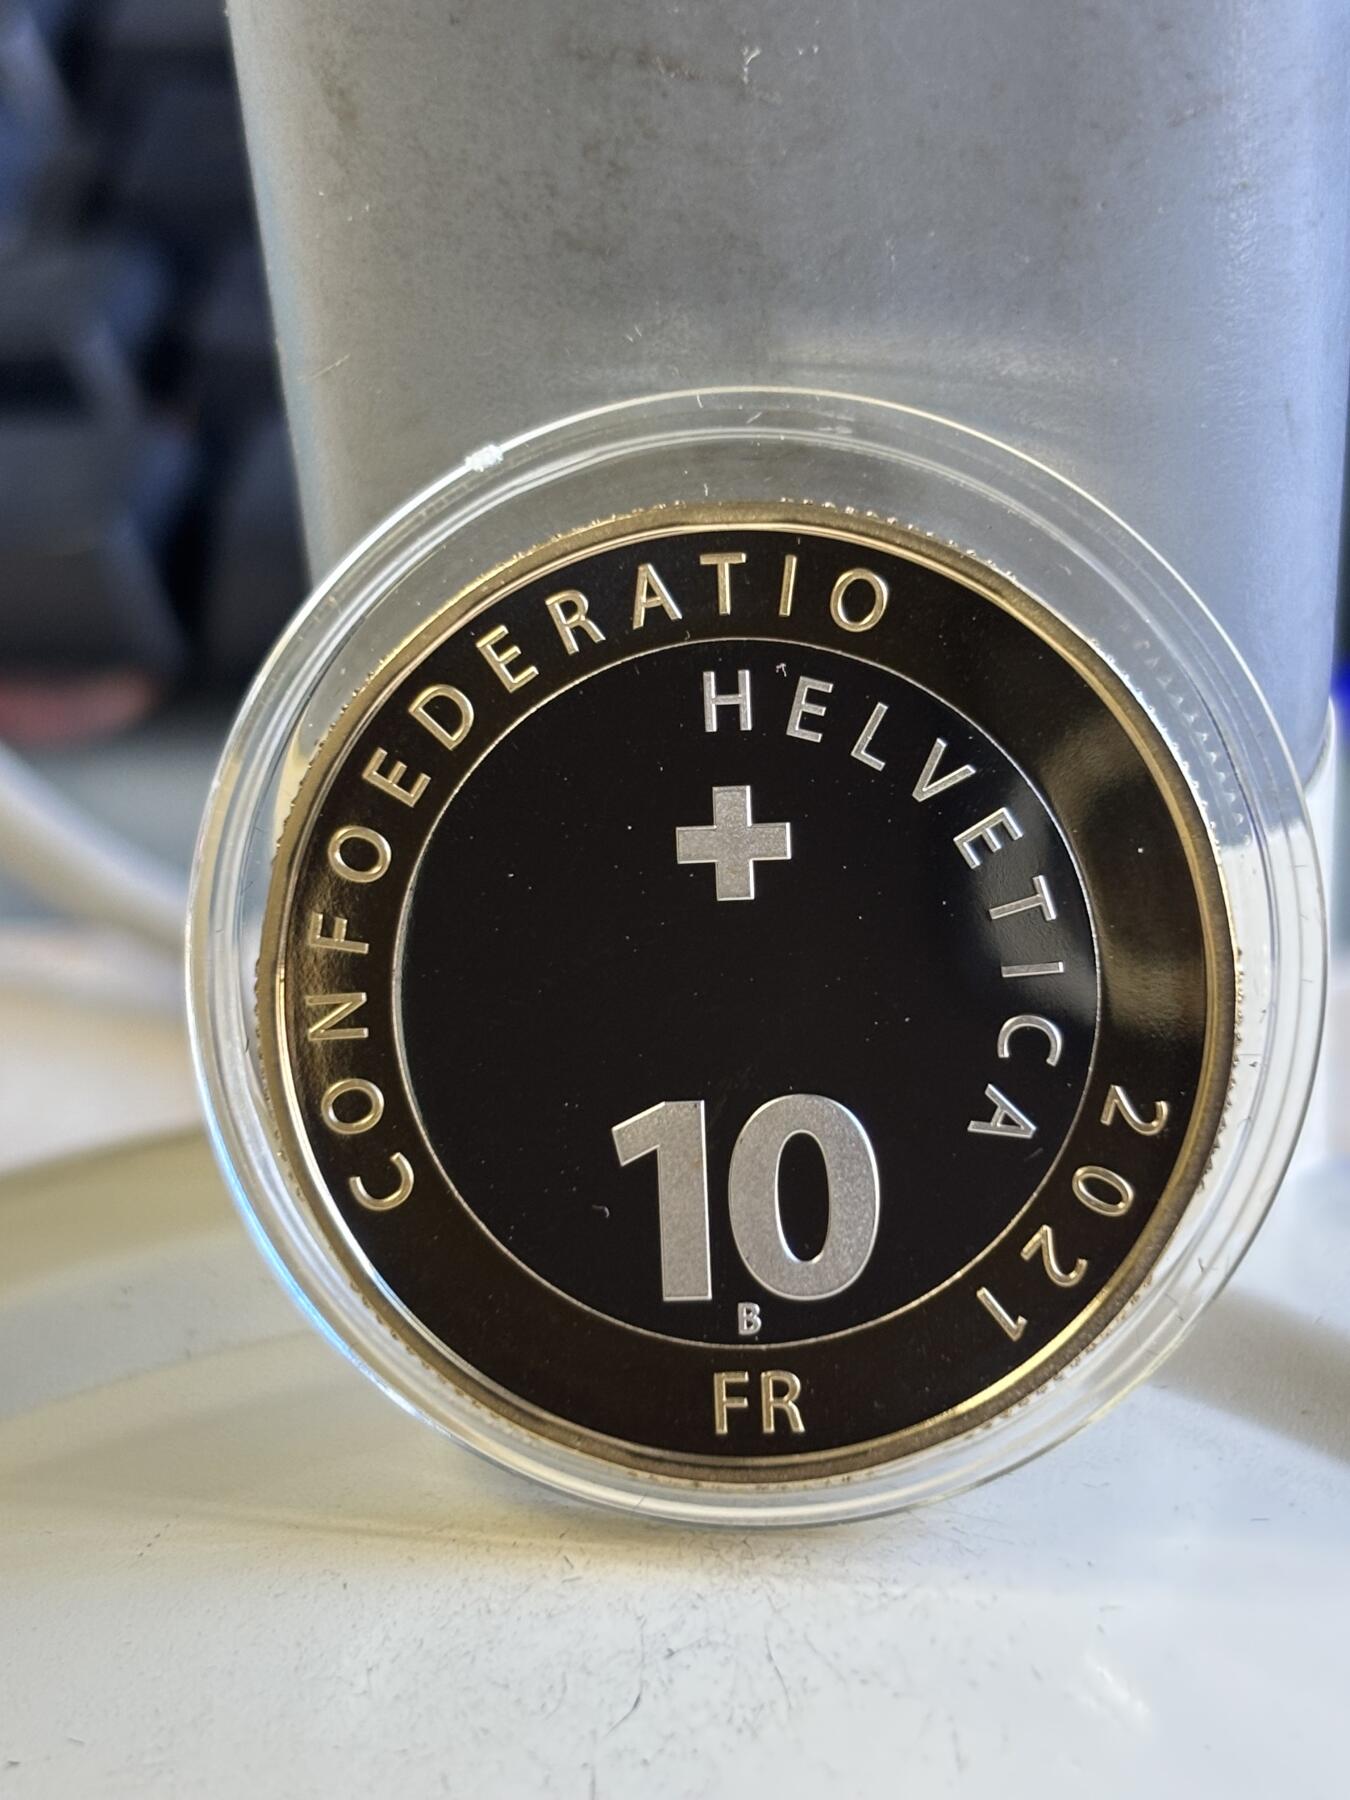 CONFOEDERATIO
HELVETICA
2021
10
B
FR